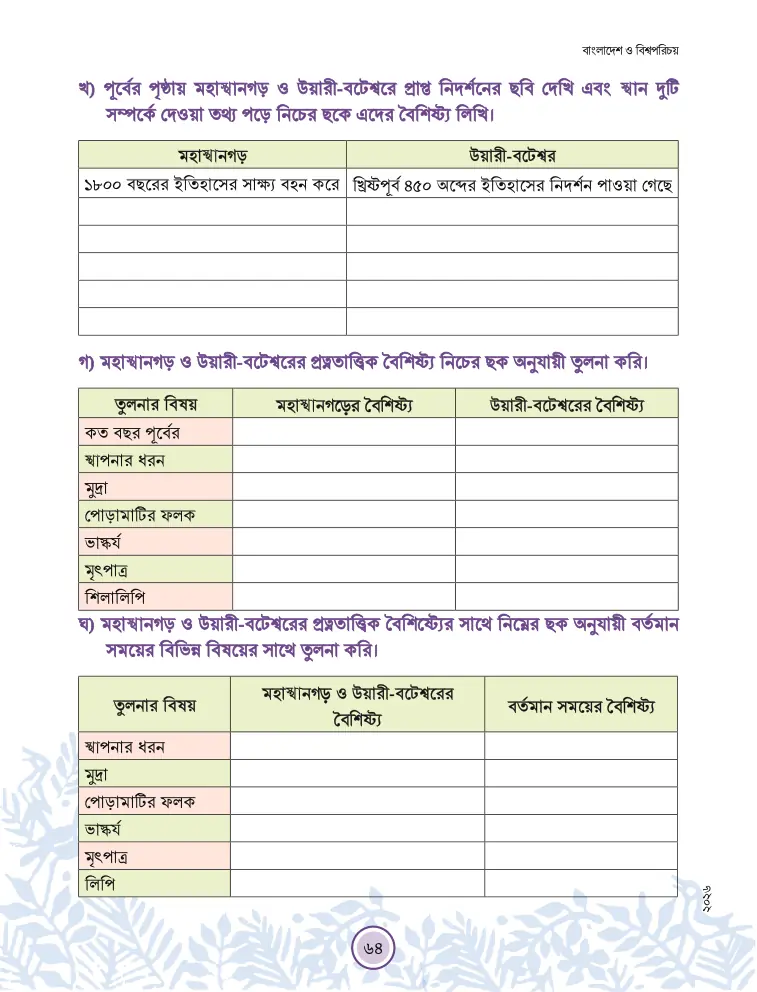 বাংলাদেশ ও বিশ্বপরিচয়
খ) পূর্বের পৃষ্ঠায় মহাস্থানগড় ও উয়ারী-বটেশ্বরে প্রাপ্ত নিদর্শনের ছবি দেখি এবং স্থান দুটি
সম্পর্কে দেওয়া তথ্য পড়ে নিচের ছকে এদের বৈশিষ্ট্য লিখি।
মহাস্থানগড় উয়ারী-বটেশ্বর
১৮০০ বছরের ইতিহাসের সাক্ষ্য বহন করে খ্রিষ্টপূর্ব ৪৫০ অব্দের ইতিহাসের নিদর্শন পাওয়া গেছে
গ) মহাস্থানগড় ও উয়ারী-বটেশ্বরের প্রত্নতাত্ত্বিক বৈশিষ্ট্য নিচের ছক অনুযায়ী তুলনা করি।
তুলনার বিষয় মহাস্থানগড়ের বৈশিষ্ট্য উয়ারী-বটেশ্বরের বৈশিষ্ট্য
কত বছর পূর্বের
স্থাপনার ধরন
মুদ্রা
পোড়ামাটির ফলক
ভাস্কর্য
মৃৎপাত্র
শিলালিপি
ঘ) মহাস্থানগড় ও উয়ারী-বটেশ্বরের প্রত্নতাত্ত্বিক বৈশিষ্ট্যের সাথে নিম্নের ছক অনুযায়ী বর্তমান
সময়ের বিভিন্ন বিষয়ের সাথে তুলনা করি।
তুলনার বিষয় মহাস্থানগড় ও উয়ারী-বটেশ্বরের বৈশিষ্ট্য বর্তমান সময়ের বৈশিষ্ট্য
স্থাপনার ধরন
মুদ্রা
পোড়ামাটির ফলক
ভাস্কর্য
মৃৎপাত্র
লিপি
২০২৬
৬৪